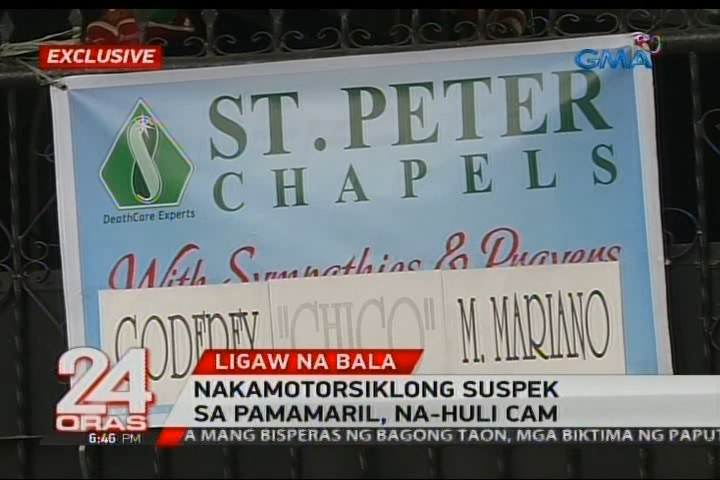 EXCLUSIVE
GMA
ST. PETER
CHAPELS
DeathCare Experts
With Sympathies & Prayers
GODFREY "CHICO" M. MARIANO
LIGAW NA BALA
24 ORAS
NAKAMOTORSIKLONG SUSPEK
SA PAMAMARIL, NA-HULI CAM
6:46 PM
A MANG BISPERAS NG BAGONG TAON, MGA BIKTIMA NG PAPUT